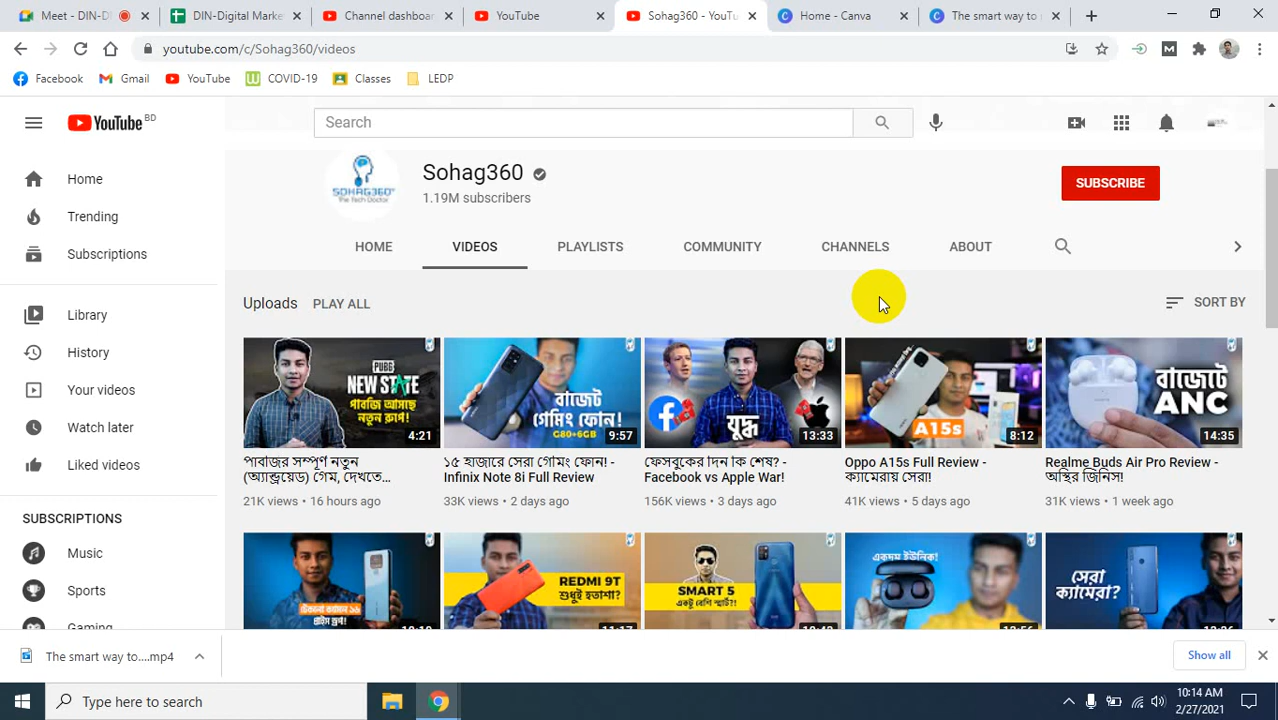 Meet - DIN-D
DIN-Digital Marke
Channel dashboa
YouTube
Sohag360 - YouT
Home - Canva
The smart way to
youtube.com/c/Sohag360/videos
Facebook
Gmail
YouTube
COVID-19
Classes
LEDP
YouTube BD
Search
Home
Trending
Subscriptions
Library
History
Your videos
Watch later
Liked videos
SUBSCRIPTIONS
Music
Sports
Gaming
SOHAG360
The Tech Doctor
Sohag360
1.19M subscribers
SUBSCRIBE
HOME
VIDEOS
PLAYLISTS
COMMUNITY
CHANNELS
ABOUT
Uploads
PLAY ALL
SORT BY
PUBG
NEW STATE
পাবজি আসছে
নতুন রুপে!
4:21
বাজেট
গেমিং ফোন!
G80+6GB
9:57
যুদ্ধ
13:33
A15s
8:12
বাজেটে
ANC
14:35
পাবজির সম্পূর্ণ নতুন
(অ্যান্ড্রয়েড) গেম, দেখতে...
21K views • 16 hours ago
১৫ হাজারে সেরা গেমিং ফোন! -
Infinix Note 8i Full Review
33K views • 2 days ago
ফেসবুকের দিন কি শেষ? -
Facebook vs Apple War!
156K views • 3 days ago
Oppo A15s Full Review -
ক্যামেরায় সেরা!
41K views • 5 days ago
Realme Buds Air Pro Review -
অস্থির জিনিস!
31K views • 1 week ago
REDMI 9T
শুধুই হতাশা?
SMART 5
একটু বেশি স্মার্ট!
একদম ইউনিক!
সেরা
ক্যামেরা?
The smart way to....mp4
Show all
Type here to search
10:14 AM
2/27/2021